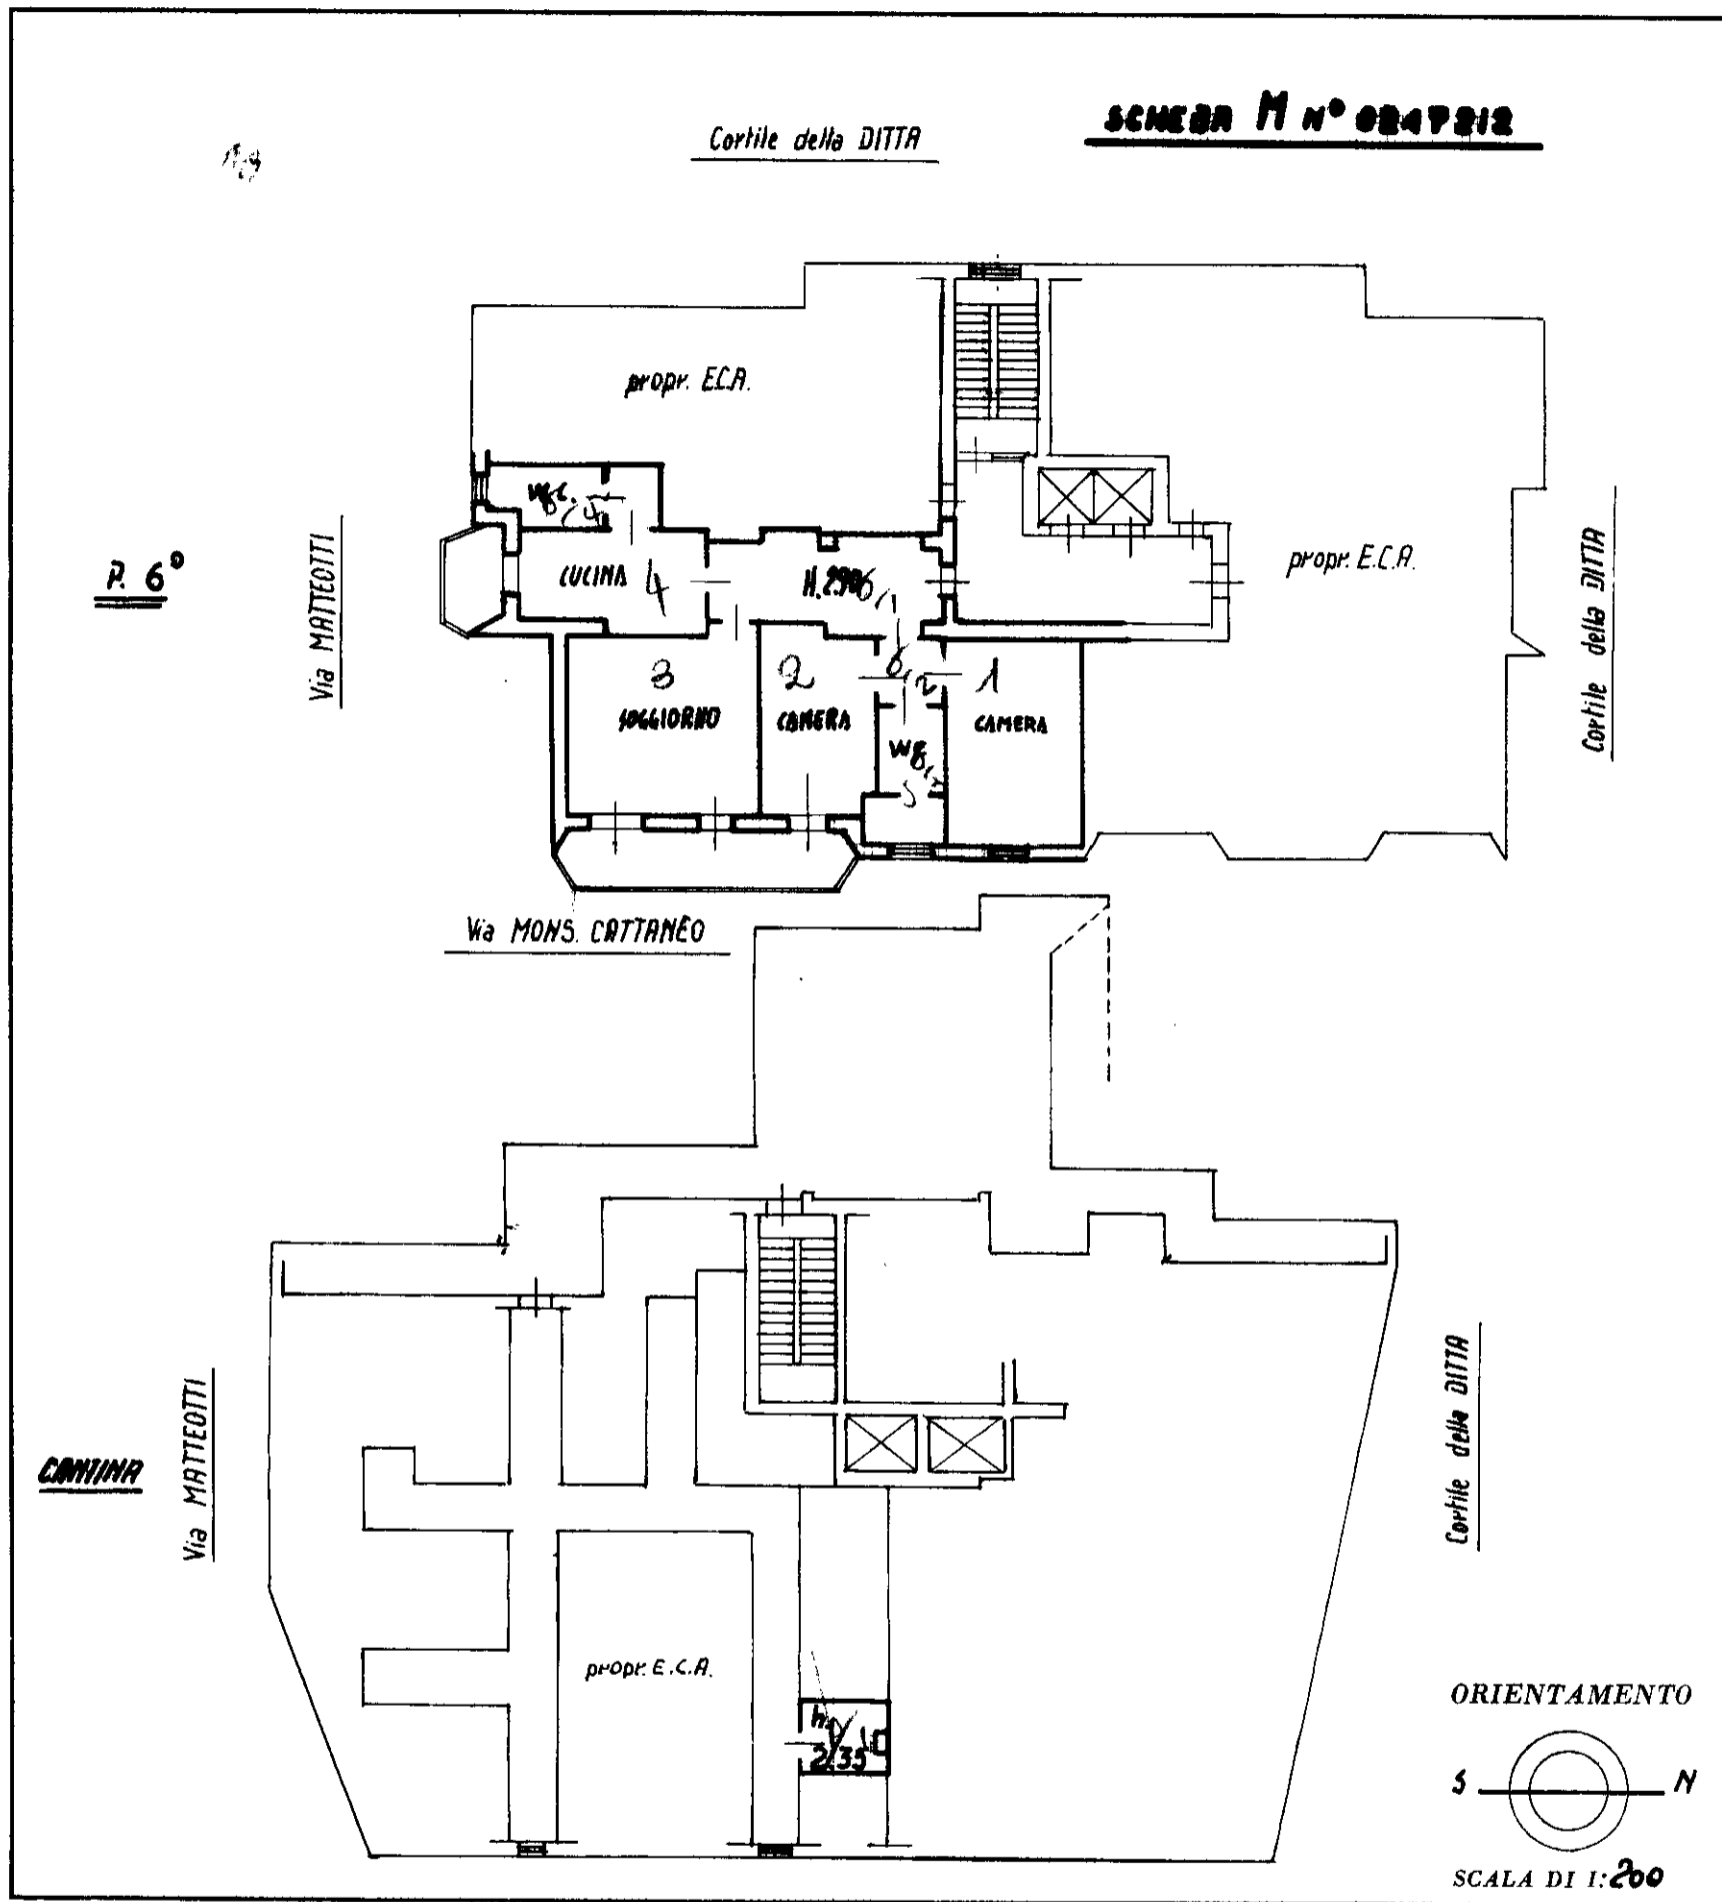 SCHEDA M N° 0247212
Cortile della DITTA
propr. E.C.A.
P. 6°
Via MATTEOTTI
W.C.
CUCINA 4
H. 2.90
propr. E.C.A.
Cortile della DITTA
3
SOGGIORNO
2
CAMERA
1
CAMERA
Via MONS. CATTANEO
CANTINA
Via MATTEOTTI
Cortile della DITTA
propr. E.C.A.
h.
2.35
ORIENTAMENTO
S N
SCALA DI 1:200